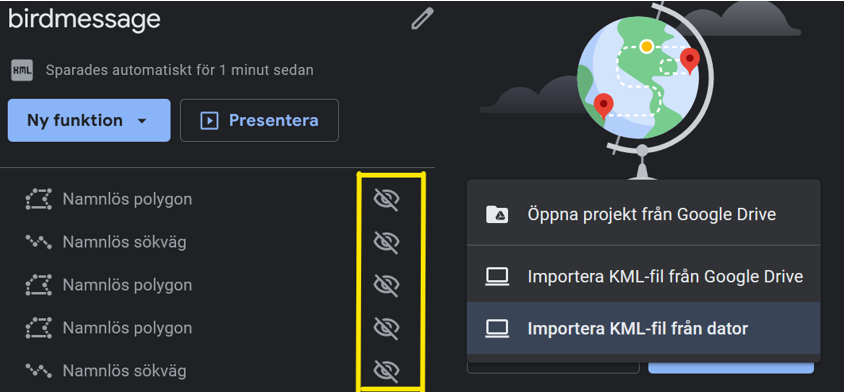 birdmessage
KML
Sparades automatiskt för 1 minut sedan
Ny funktion
Presentera
Namnlös polygon
Namnlös sökväg
Namnlös polygon
Namnlös polygon
Namnlös sökväg
Öppna projekt från Google Drive
Importera KML-fil från Google Drive
Importera KML-fil från dator